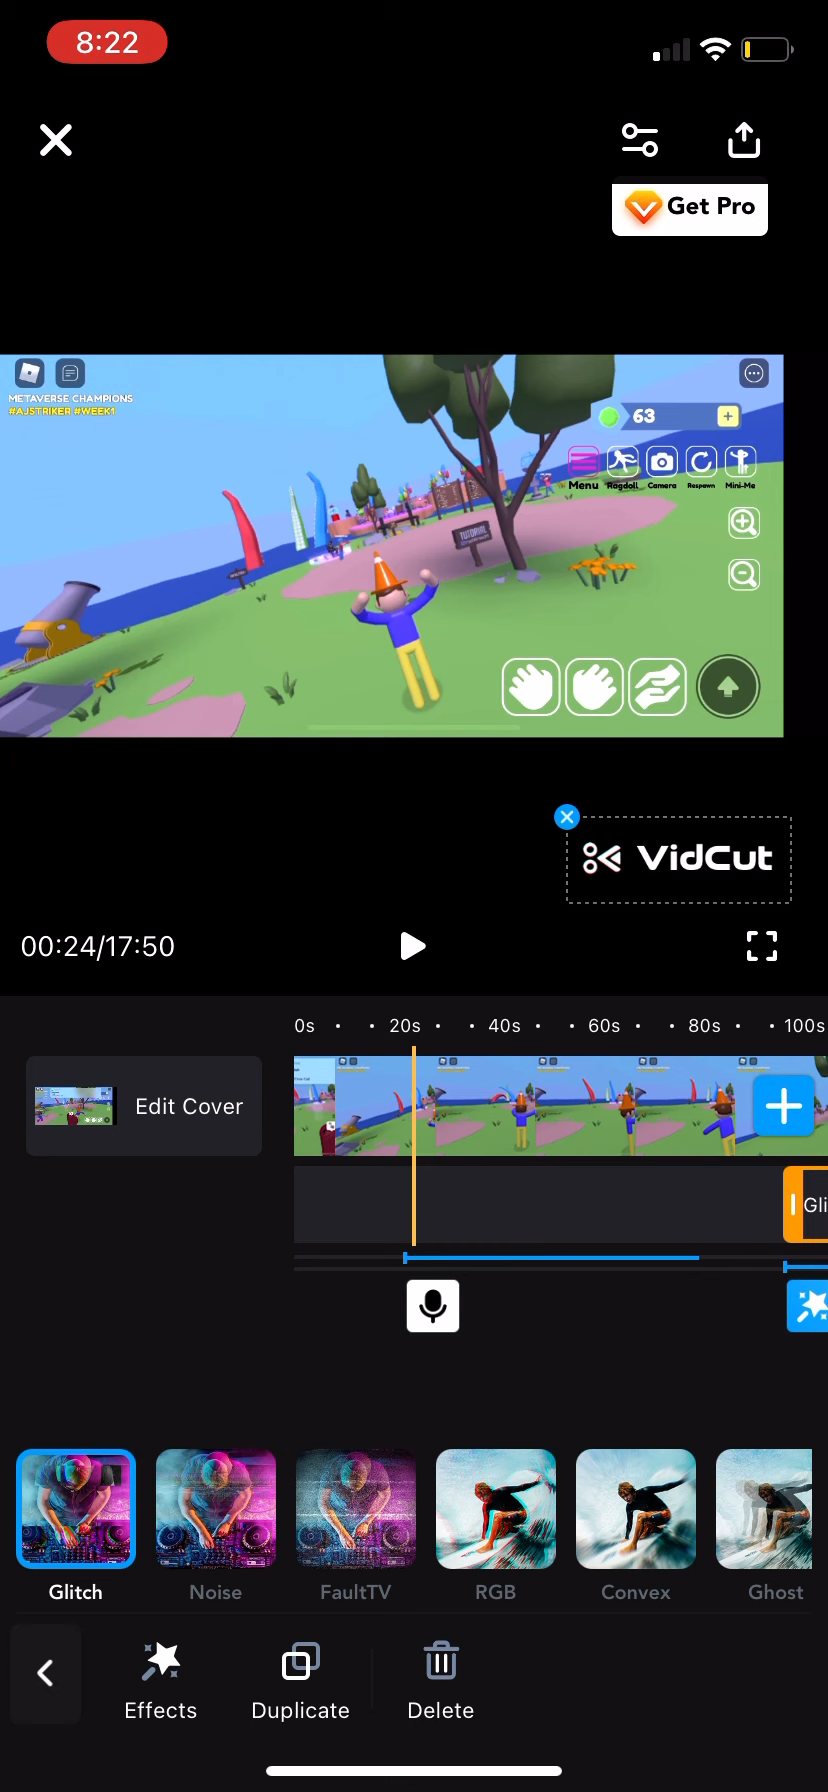 8:22
Get Pro
METAVERSE CHAMPIONS
#AJSTRIKER #WEEK1
63
Menu Ragdoll Camera Respawn Mini-Me
TUTORIAL
VidCut
00:24/17:50
0s 20s 40s 60s 80s 100s
Edit Cover
Gli
Glitch Noise FaultTV RGB Convex Ghost
Effects Duplicate Delete